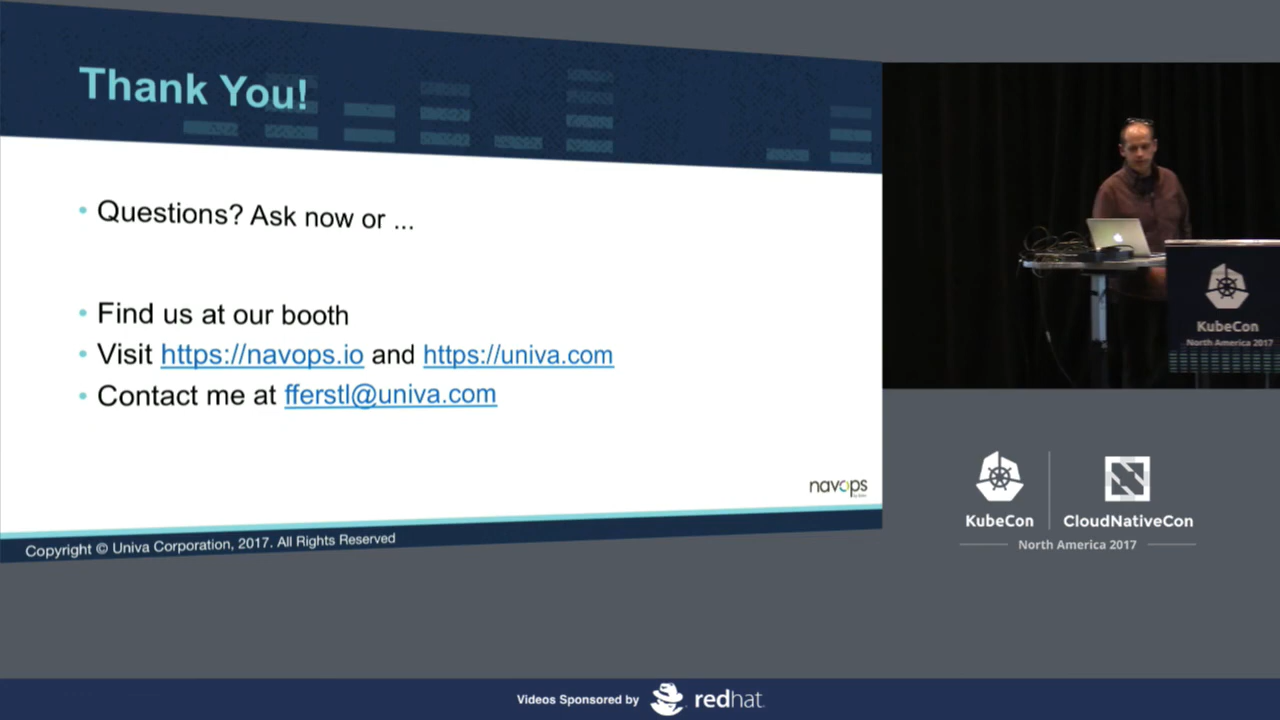 Thank You!
Questions? Ask now or ...
Find us at our booth
Visit https://navops.io and https://univa.com
Contact me at fferstl@univa.com
navops
Copyright © Univa Corporation, 2017. All Rights Reserved
KubeCon
North America 2017
KubeCon
CloudNativeCon
North America 2017
Videos Sponsored by
redhat